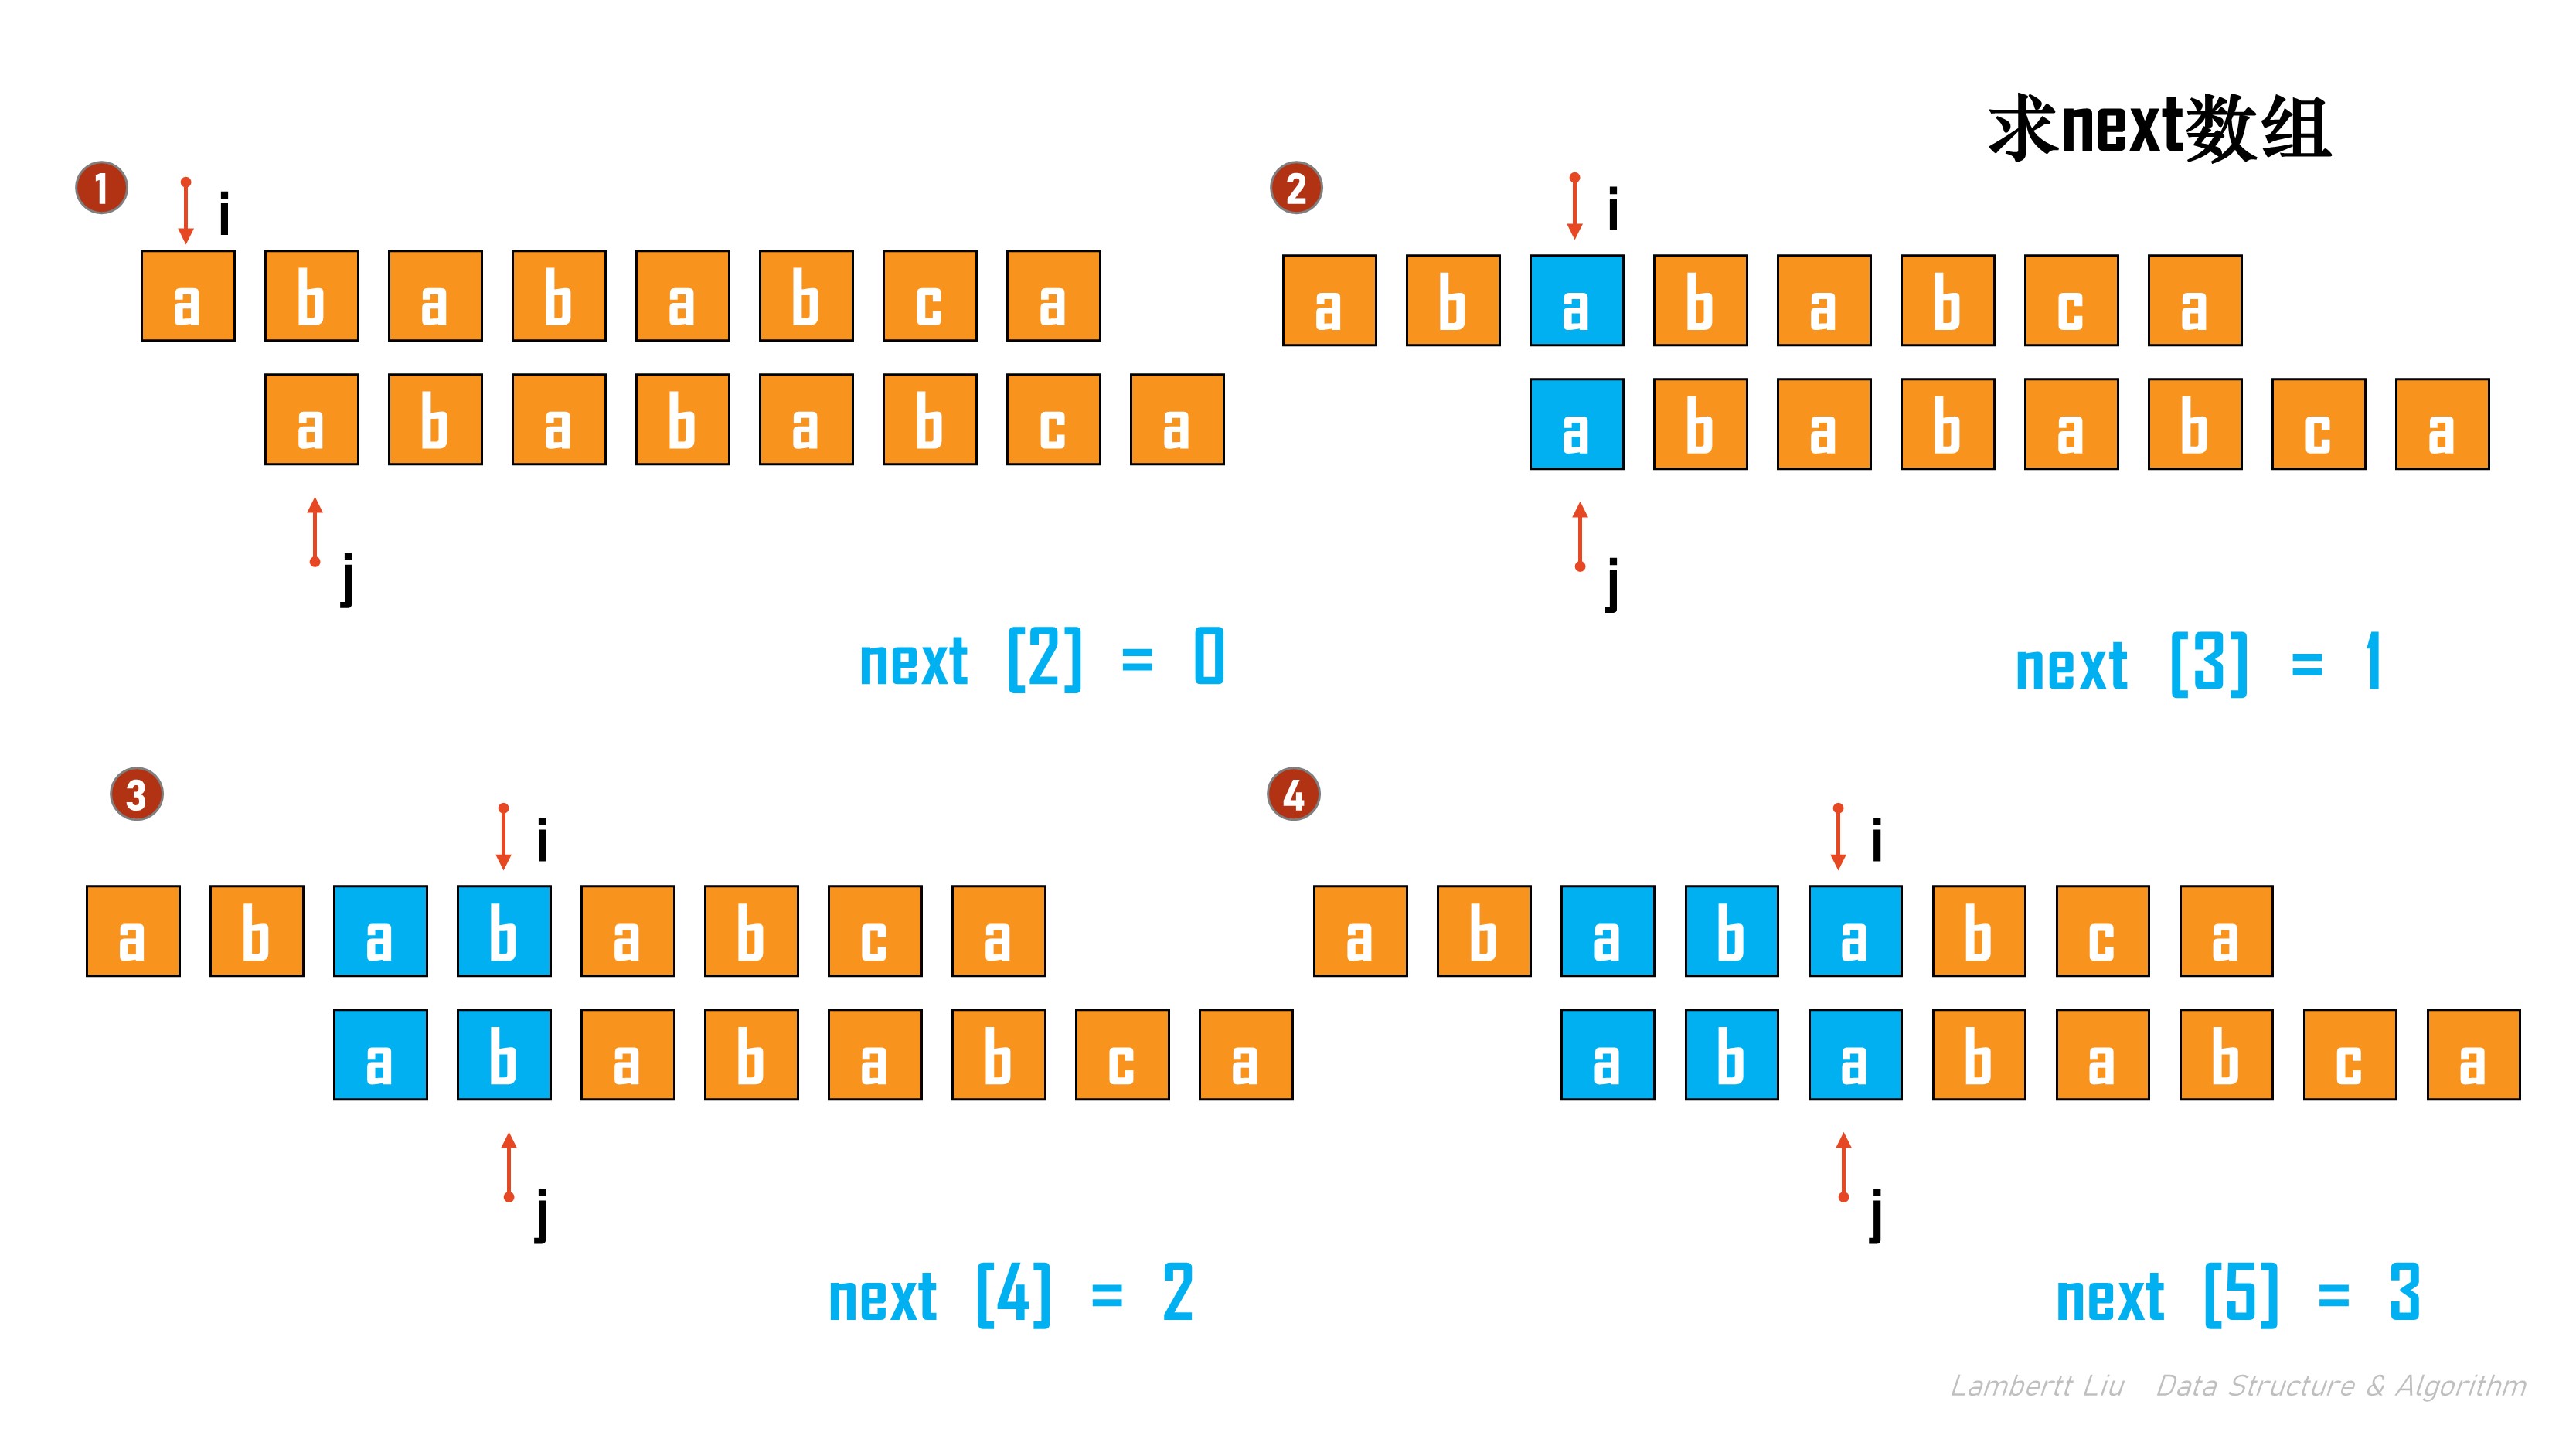 求next数组
1
i
a b a b a b c a
a b a b a b c a
j
next [2] = 0
2
i
a b a b a b c a
a b a b a b c a
j
next [3] = 1
3
i
a b a b a b c a
a b a b a b c a
j
next [4] = 2
4
i
a b a b a b c a
a b a b a b c a
j
next [5] = 3
Lambertt Liu Data Structure & Algorithm